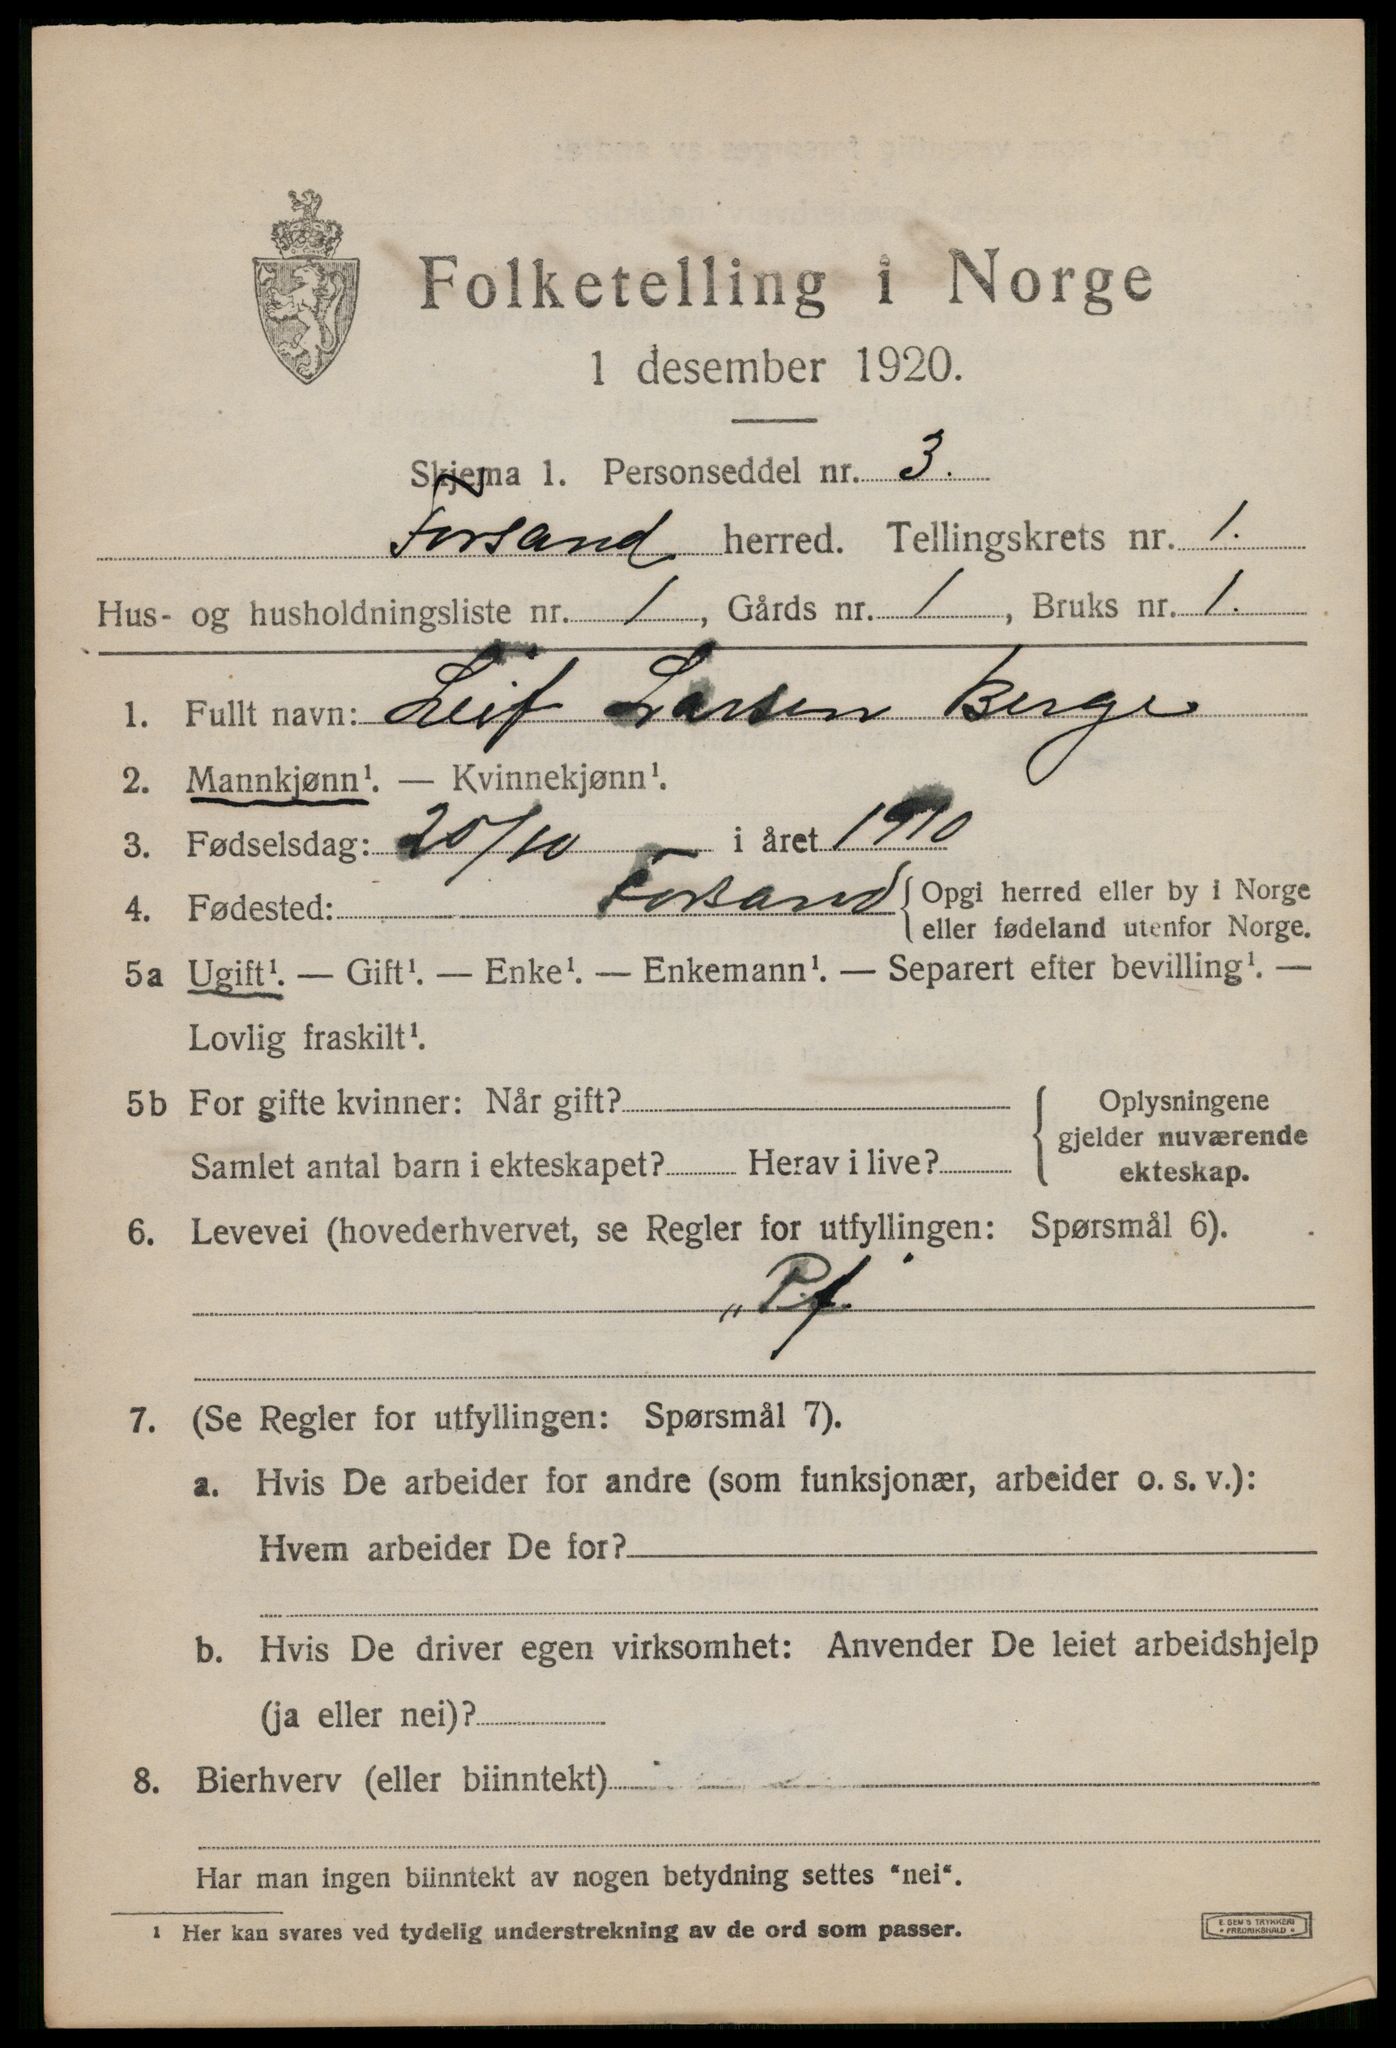 Folketelling i Norge
1 desember 1920.
Skjema 1. Personseddel nr. 3.
Forsand herred. Tellingskrets nr. 1.
Hus- og husholdningsliste nr. 1, Gårds nr. 1, Bruks nr. 1.
1. Fullt navn: Leif Larsen Berge
2. Mannkjønn¹. — Kvinnekjønn¹.
3. Fødselsdag: 20/10 i året 1910
4. Fødested: Forsand { Opgi herred eller by i Norge
eller fødeland utenfor Norge.
5a Ugift¹. — Gift¹. — Enke¹. — Enkemann¹. — Separert efter bevilling¹. —
Lovlig fraskilt¹.
5b For gifte kvinner: Når gift? { Oplysningene
gjelder nuværende
Samlet antal barn i ekteskapet? Herav i live? ekteskap.
6. Levevei (hovederhvervet, se Regler for utfyllingen: Spørsmål 6).
„P.f.
7. (Se Regler for utfyllingen: Spørsmål 7).
a. Hvis De arbeider for andre (som funksjonær, arbeider o. s. v.):
Hvem arbeider De for?
b. Hvis De driver egen virksomhet: Anvender De leiet arbeidshjelp
(ja eller nei)?
8. Bierhverv (eller biinntekt)
Har man ingen biinntekt av nogen betydning settes "nei".
¹ Her kan svares ved tydelig understrekning av de ord som passer.
E. SEM'S TRYKKERI
• FREDRIKSHALD •